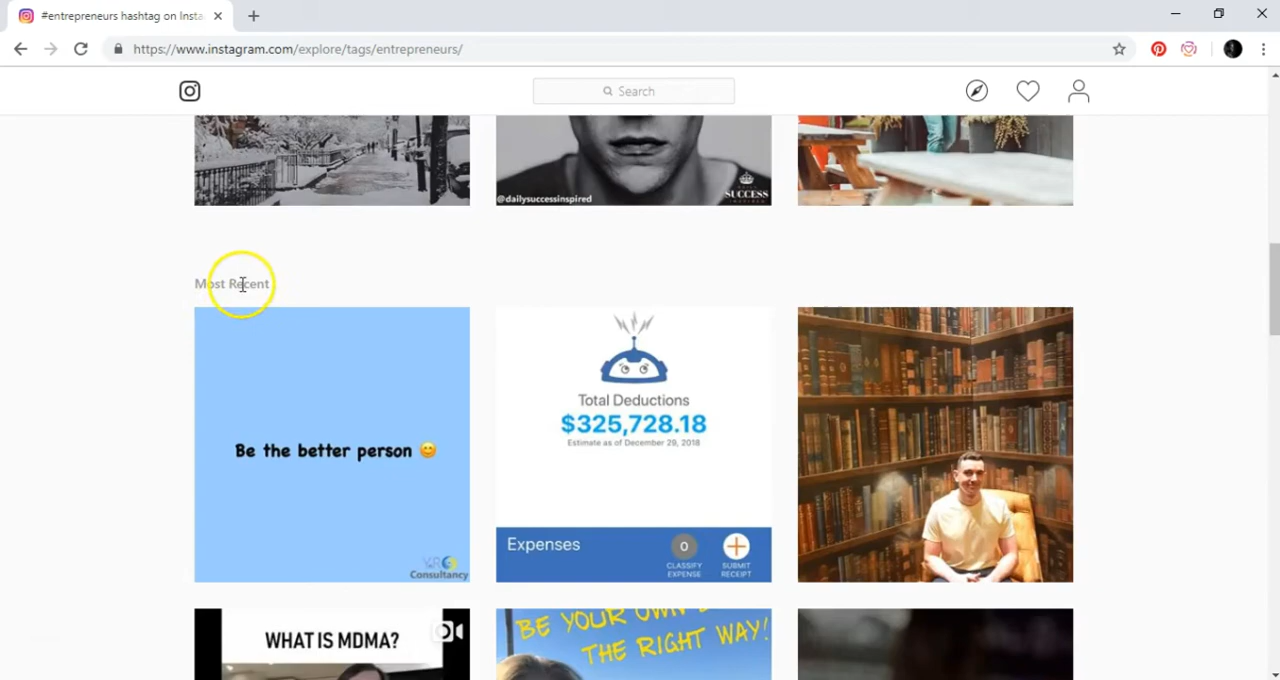 #entrepreneurs hashtag on Insta
https://www.instagram.com/explore/tags/entrepreneurs/
Search
@dailysuccessinspired
SUCCESS
Most Recent
Be the better person 😊
Consultancy
Total Deductions
$325,728.18
Estimate as of December 29, 2018
Expenses
0
CLASSIFY
EXPENSE
SUBMIT
RECEIPT
WHAT IS MDMA?
BE YOUR OWN
THE RIGHT WAY!